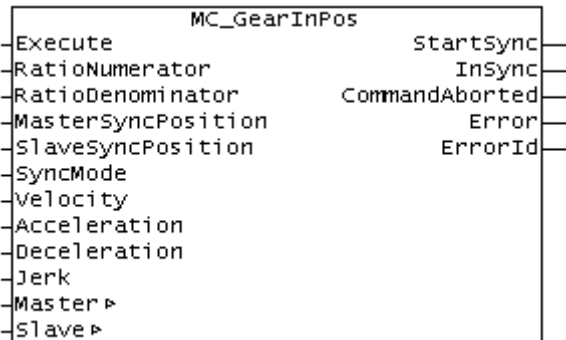 MC_GearInPos
Execute StartSync
RatioNumerator InSync
RatioDenominator CommandAborted
MasterSyncPosition Error
SlaveSyncPosition ErrorId
SyncMode
Velocity
Acceleration
Deceleration
Jerk
Master
Slave